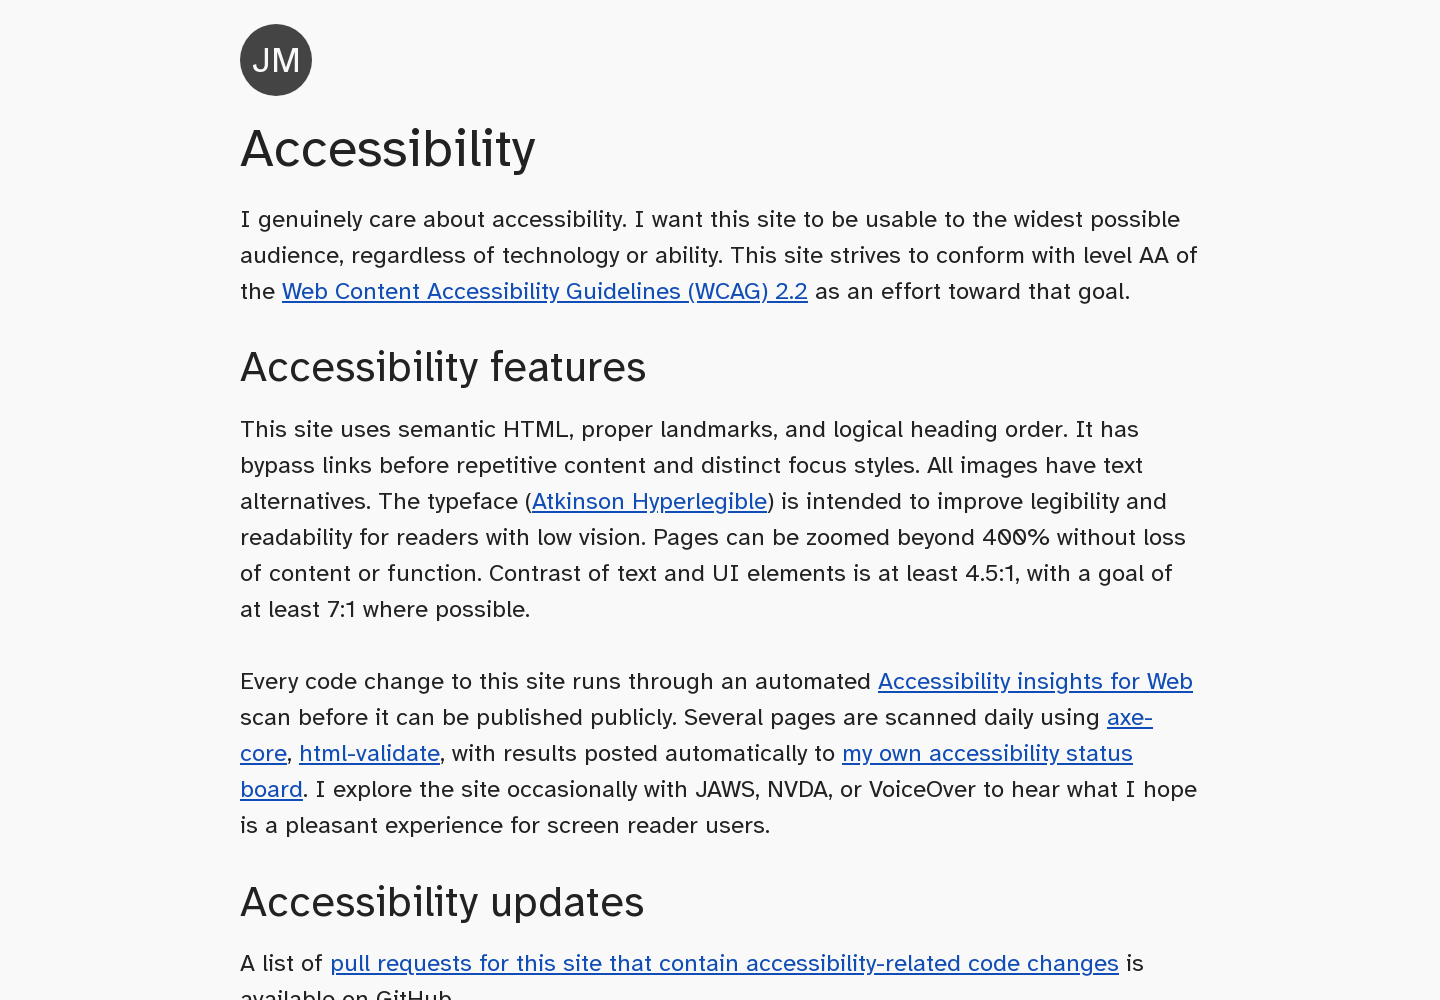 JM
Accessibility
I genuinely care about accessibility. I want this site to be usable to the widest possible
audience, regardless of technology or ability. This site strives to conform with level AA of
the Web Content Accessibility Guidelines (WCAG) 2.2 as an effort toward that goal.
Accessibility features
This site uses semantic HTML, proper landmarks, and logical heading order. It has
bypass links before repetitive content and distinct focus styles. All images have text
alternatives. The typeface (Atkinson Hyperlegible) is intended to improve legibility and
readability for readers with low vision. Pages can be zoomed beyond 400% without loss
of content or function. Contrast of text and UI elements is at least 4.5:1, with a goal of
at least 7:1 where possible.
Every code change to this site runs through an automated Accessibility insights for Web
scan before it can be published publicly. Several pages are scanned daily using axe-
core, html-validate, with results posted automatically to my own accessibility status
board. I explore the site occasionally with JAWS, NVDA, or VoiceOver to hear what I hope
is a pleasant experience for screen reader users.
Accessibility updates
A list of pull requests for this site that contain accessibility-related code changes is
available on GitHub.